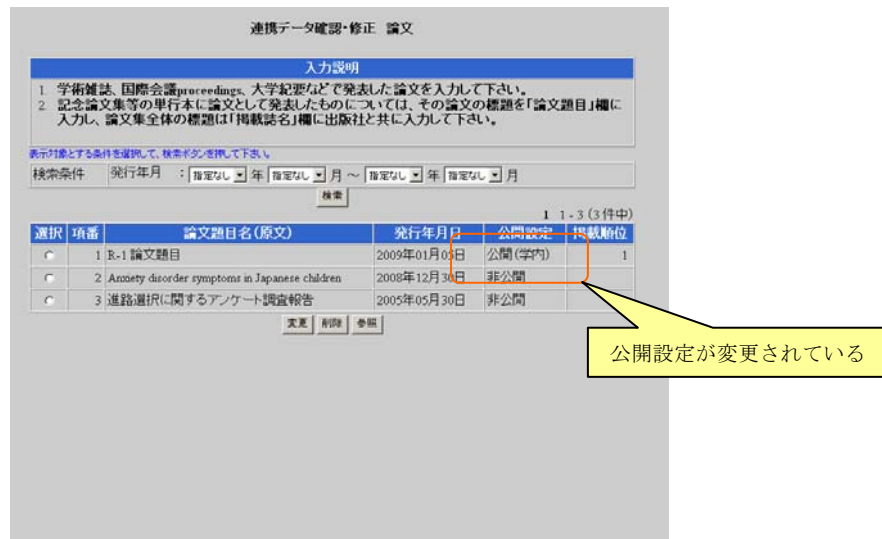 連携データ確認・修正 論文
入力説明
1. 学術雑誌、国際会議proceedings、大学紀要などで発表した論文を入力して下さい。
2. 記念論文集等の単行本に論文として発表したものについては、その論文の標題を「論文題目」欄に
入力し、論文集全体の標題は「掲載誌名」欄に出版社と共に入力して下さい。
表示対象とする条件を選択して、検索ボタンを押して下さい。
検索条件 発行年月 : 指定なし 年 指定なし 月 ～ 指定なし 年 指定なし 月
検索
1 1 - 3 (3件中)
選択 項番 論文題目名(原文) 発行年月日 公開設定 掲載順位
1 R-1 論文題目 2009年01月05日 公開(学内) 1
2 Anxiety disorder symptoms in Japanese children 2008年12月30日 非公開
3 進路選択に関するアンケート調査報告 2005年05月30日 非公開
変更 削除 参照
公開設定が変更されている